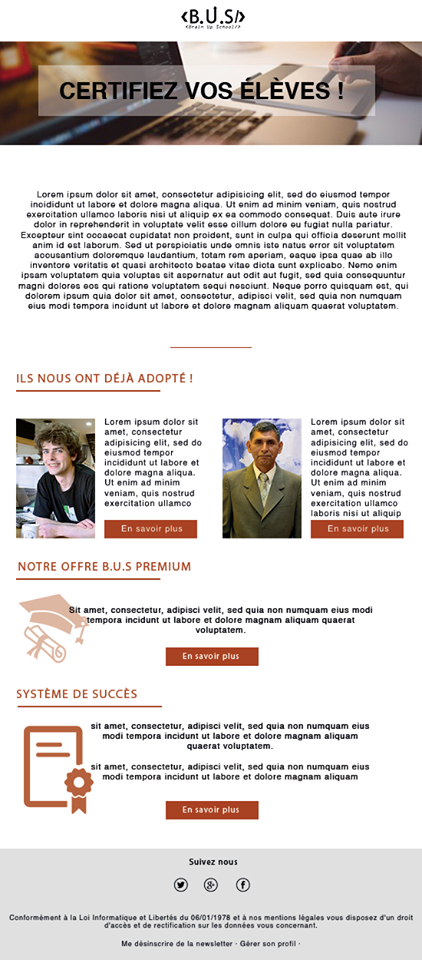 <B.U.S/>
<Brain Up School/>
CERTIFIEZ VOS ÉLÈVES !
Lorem ipsum dolor sit amet, consectetur adipisicing elit, sed do eiusmod tempor
incididunt ut labore et dolore magna aliqua. Ut enim ad minim veniam, quis nostrud
exercitation ullamco laboris nisi ut aliquip ex ea commodo consequat. Duis aute irure
dolor in reprehenderit in voluptate velit esse cillum dolore eu fugiat nulla pariatur.
Excepteur sint occaecat cupidatat non proident, sunt in culpa qui officia deserunt mollit
anim id est laborum. Sed ut perspiciatis unde omnis iste natus error sit voluptatem
accusantium doloremque laudantium, totam rem aperiam, eaque ipsa quae ab illo
inventore veritatis et quasi architecto beatae vitae dicta sunt explicabo. Nemo enim
ipsam voluptatem quia voluptas sit aspernatur aut odit aut fugit, sed quia consequuntur
magni dolores eos qui ratione voluptatem sequi nesciunt. Neque porro quisquam est, qui
dolorem ipsum quia dolor sit amet, consectetur, adipisci velit, sed quia non numquam
eius modi tempora incidunt ut labore et dolore magnam aliquam quaerat voluptatem.
ILS NOUS ONT DÉJÀ ADOPTÉ !
Lorem ipsum dolor sit
amet, consectetur
adipisicing elit, sed do
eiusmod tempor
incididunt ut labore et
dolore magna aliqua.
Ut enim ad minim
veniam, quis nostrud
exercitation ullamco
En savoir plus
Lorem ipsum dolor sit
amet, consectetur
adipisicing elit, sed do
eiusmod tempor
incididunt ut labore et
dolore magna aliqua.
Ut enim ad minim
veniam, quis nostrud
exercitation ullamco
laboris nisi ut aliquip
En savoir plus
NOTRE OFFRE B.U.S PREMIUM
Sit amet, consectetur, adipisci velit, sed quia non numquam eius modi
tempora incidunt ut labore et dolore magnam aliquam quaerat
voluptatem.
En savoir plus
SYSTÈME DE SUCCÈS
sit amet, consectetur, adipisci velit, sed quia non numquam eius
modi tempora incidunt ut labore et dolore magnam aliquam
quaerat voluptatem.
sit amet, consectetur, adipisci velit, sed quia non numquam eius
modi tempora incidunt ut labore et dolore magnam aliquam
En savoir plus
Suivez nous
Conformément à la Loi Informatique et Libertés du 06/01/1978 et à nos mentions légales vous disposez d'un droit
d'accès et de rectification sur les données vous concernant.
Me désinscrire de la newsletter - Gérer son profil -